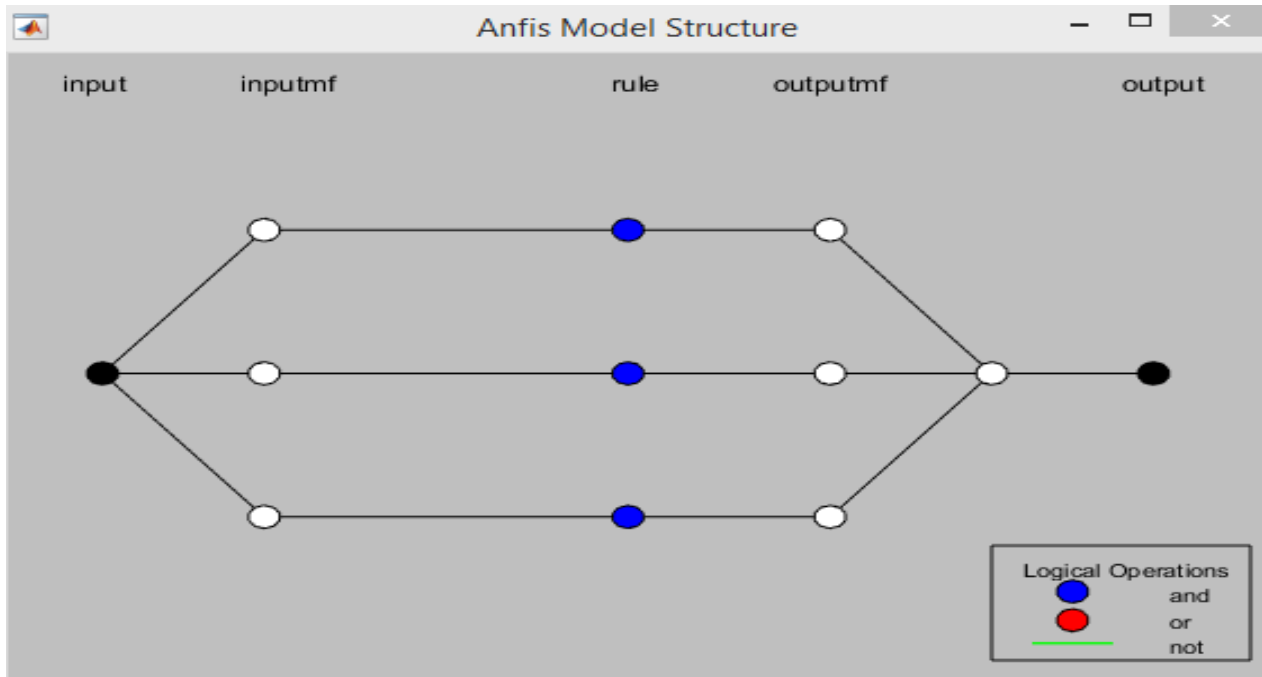 Anfis Model Structure
input inputmf rule outputmf output
Logical Operations
and
or
not